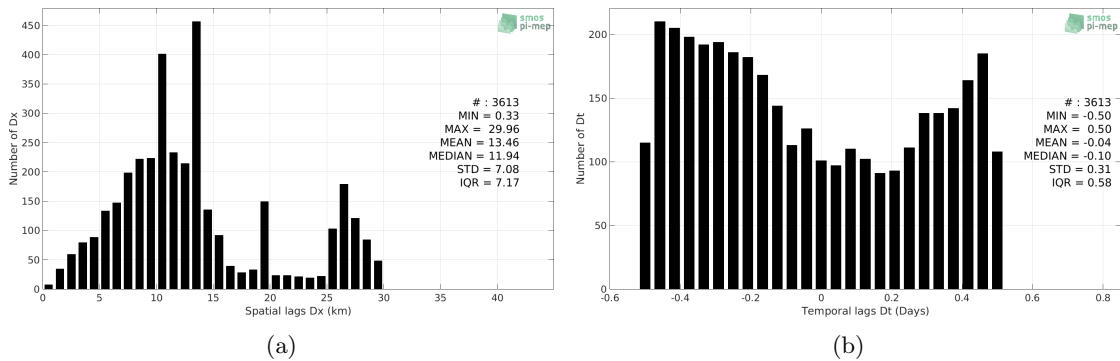 smos
pi-mep
450
400
350
300
250
200
150
100
50
0
Number of Dx
# : 3613
MIN = 0.33
MAX = 29.96
MEAN = 13.46
MEDIAN = 11.94
STD = 7.08
IQR = 7.17
0 5 10 15 20 25 30 35 40
Spatial lags Dx (km)
(a)
smos
pi-mep
200
150
100
50
0
Number of Dt
# : 3613
MIN = -0.50
MAX = 0.50
MEAN = -0.04
MEDIAN = -0.10
STD = 0.31
IQR = 0.58
-0.6 -0.4 -0.2 0 0.2 0.4 0.6 0.8
Temporal lags Dt (Days)
(b)